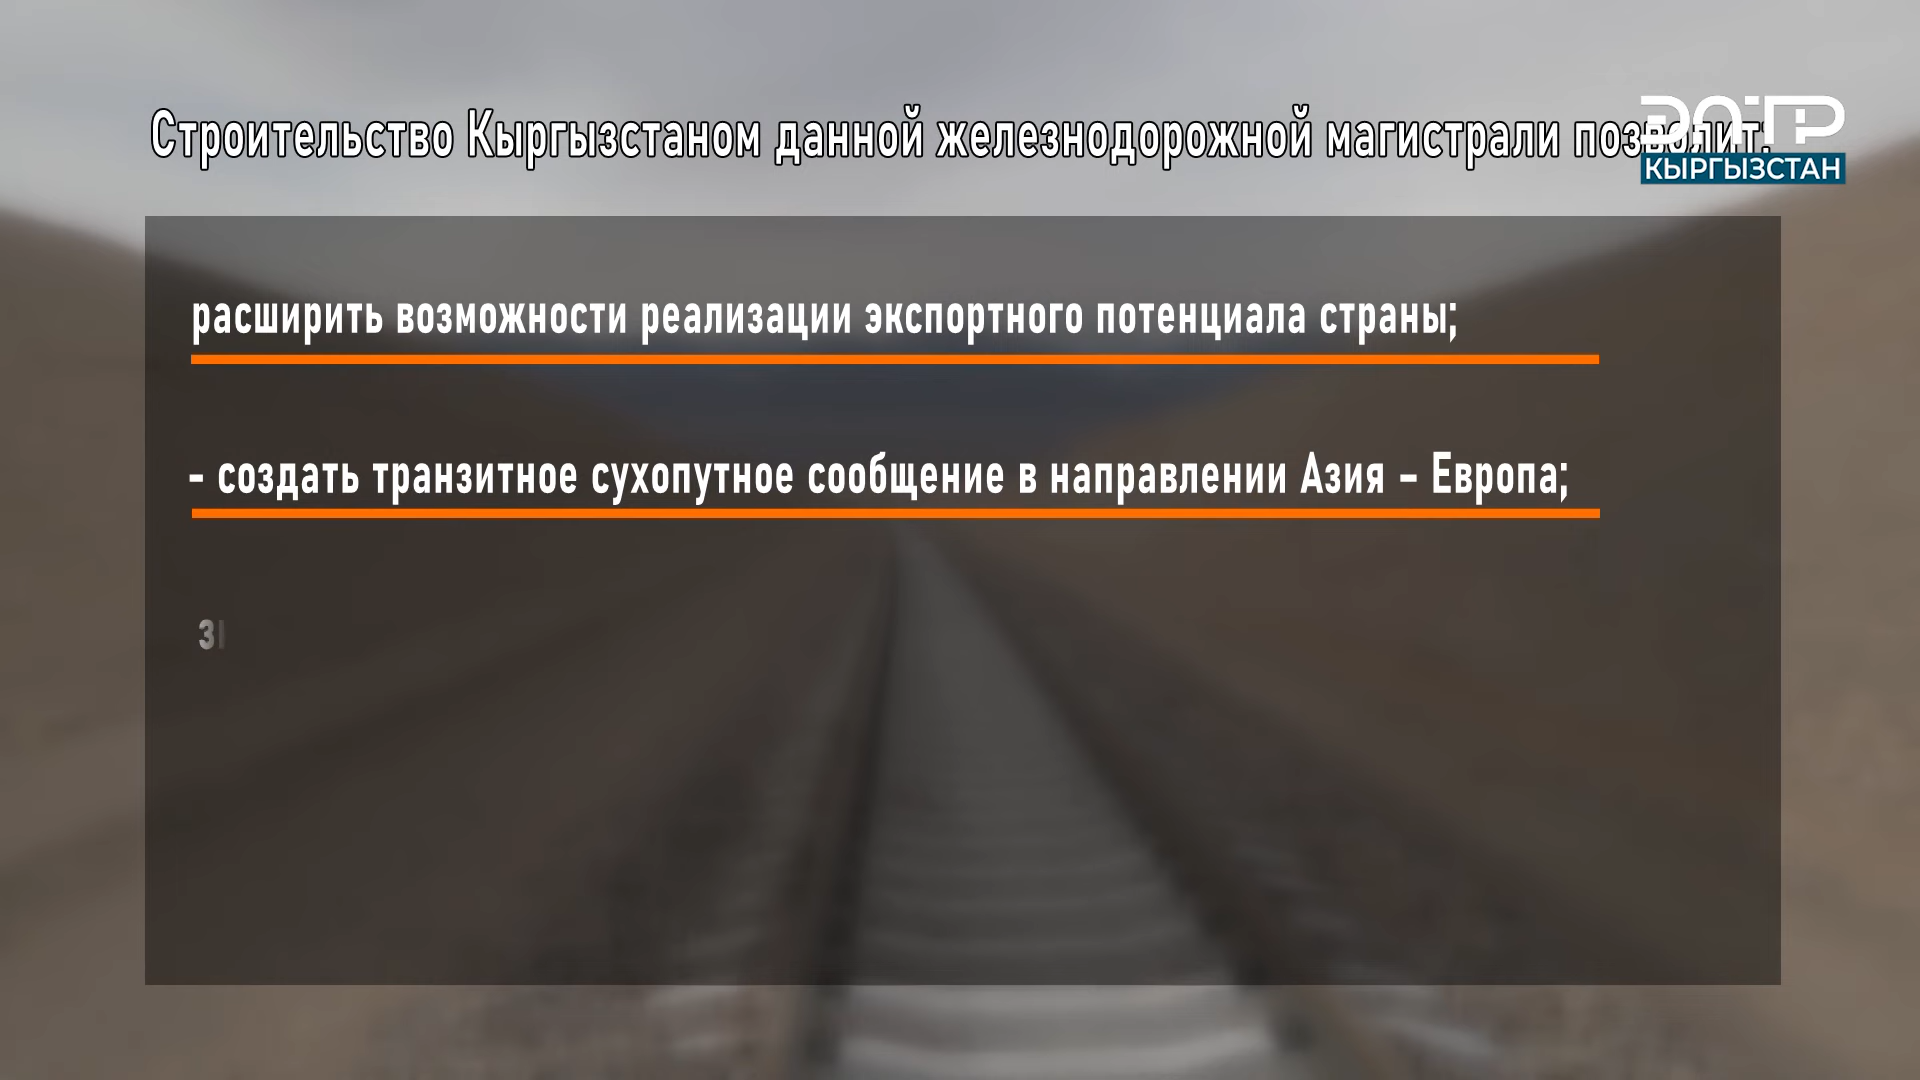 Строительство Кыргызстаном данной железнодорожной магистрали позволит:
ЭЛТР
КЫРГЫЗСТАН
расширить возможности реализации экспортного потенциала страны;
- создать транзитное сухопутное сообщение в направлении Азия – Европа;